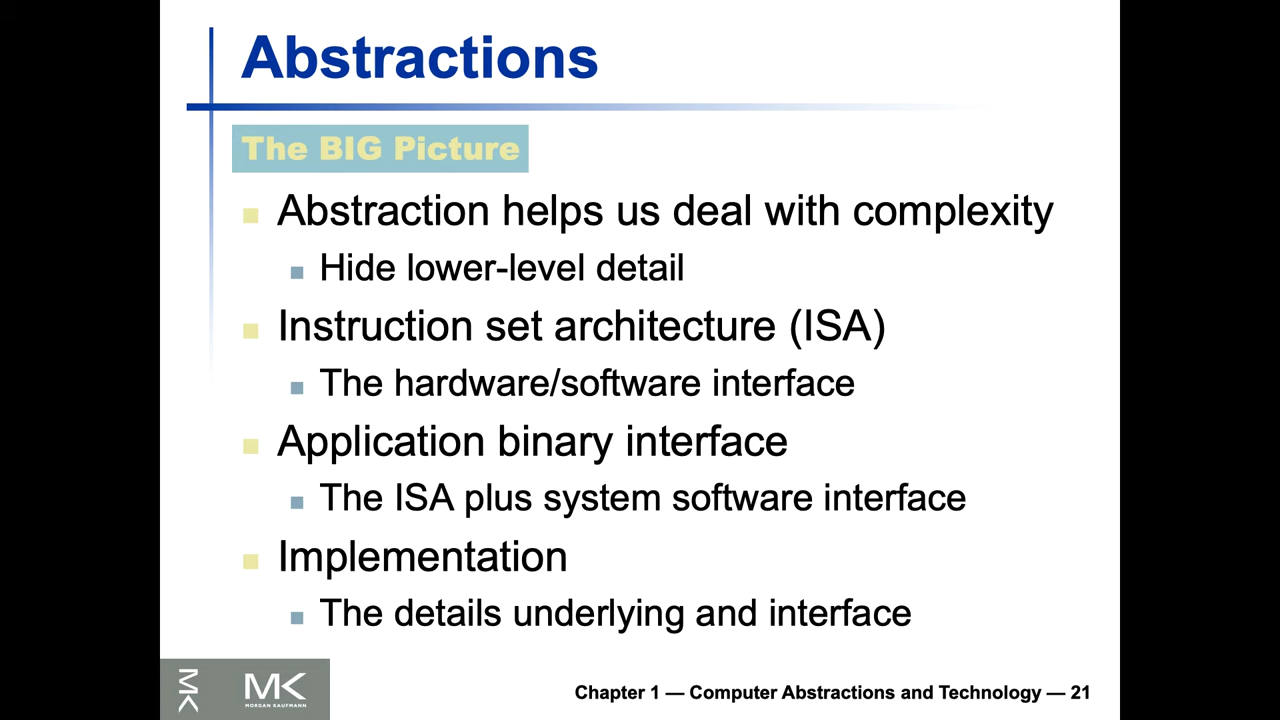 Abstractions
The BIG Picture
Abstraction helps us deal with complexity
Hide lower-level detail
Instruction set architecture (ISA)
The hardware/software interface
Application binary interface
The ISA plus system software interface
Implementation
The details underlying and interface
MK
MK
MORGAN KAUFMANN
Chapter 1 — Computer Abstractions and Technology — 21